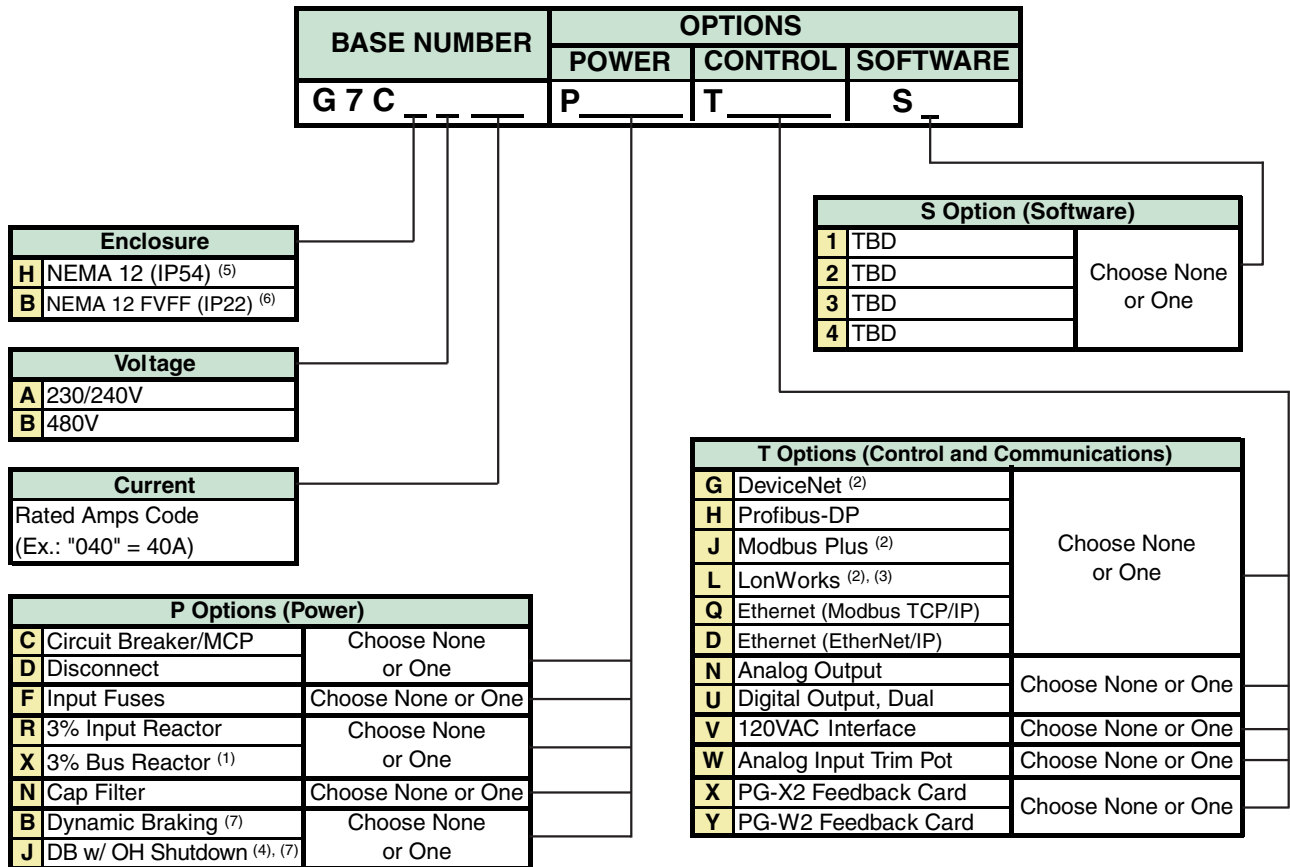 BASE NUMBER
OPTIONS
POWER CONTROL SOFTWARE
G 7 C _ _ ___ P______ T______ S _
Enclosure
H NEMA 12 (IP54) (5)
B NEMA 12 FVFF (IP22) (6)
Voltage
A 230/240V
B 480V
Current
Rated Amps Code
(Ex.: "040" = 40A)
P Options (Power)
C Circuit Breaker/MCP
D Disconnect
Choose None
or One
F Input Fuses Choose None or One
R 3% Input Reactor
X 3% Bus Reactor (1)
Choose None
or One
N Cap Filter Choose None or One
B Dynamic Braking (7)
J DB w/ OH Shutdown (4), (7)
Choose None
or One
S Option (Software)
1 TBD
2 TBD
3 TBD
4 TBD
Choose None
or One
T Options (Control and Communications)
G DeviceNet (2)
H Profibus-DP
J Modbus Plus (2)
L LonWorks (2), (3)
Q Ethernet (Modbus TCP/IP)
D Ethernet (EtherNet/IP)
Choose None
or One
N Analog Output
U Digital Output, Dual
Choose None or One
V 120VAC Interface Choose None or One
W Analog Input Trim Pot Choose None or One
X PG-X2 Feedback Card
Y PG-W2 Feedback Card
Choose None or One